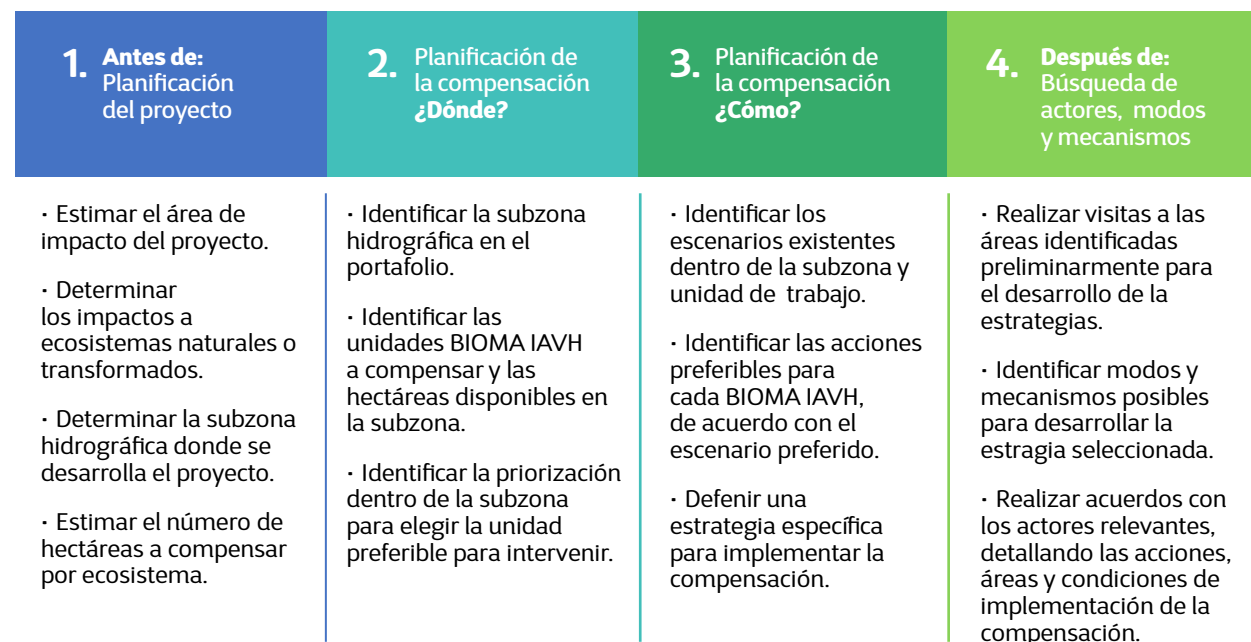 1. Antes de:
Planificación
del proyecto
· Estimar el área de
impacto del proyecto.
· Determinar
los impactos a
ecosistemas naturales o
transformados.
· Determinar la subzona
hidrográfica donde se
desarrolla el proyecto.
· Estimar el número de
hectáreas a compensar
por ecosistema.
2. Planificación de
la compensación
¿Dónde?
· Identificar la subzona
hidrográfica en el
portafolio.
· Identificar las
unidades BIOMA IAVH
a compensar y las
hectáreas disponibles en
la subzona.
· Identificar la priorización
dentro de la subzona
para elegir la unidad
preferible para intervenir.
3. Planificación de
la compensación
¿Cómo?
· Identificar los
escenarios existentes
dentro de la subzona y
unidad de trabajo.
· Identificar las acciones
preferibles para
cada BIOMA IAVH,
de acuerdo con el
escenario preferido.
· Defenir una
estrategia específica
para implementar la
compensación.
4. Después de:
Búsqueda de
actores, modos
y mecanismos
· Realizar visitas a las
áreas identificadas
preliminarmente para
el desarrollo de la
estrategias.
· Identificar modos y
mecanismos posibles
para desarrollar la
estragia seleccionada.
· Realizar acuerdos con
los actores relevantes,
detallando las acciones,
áreas y condiciones de
implementación de la
compensación.